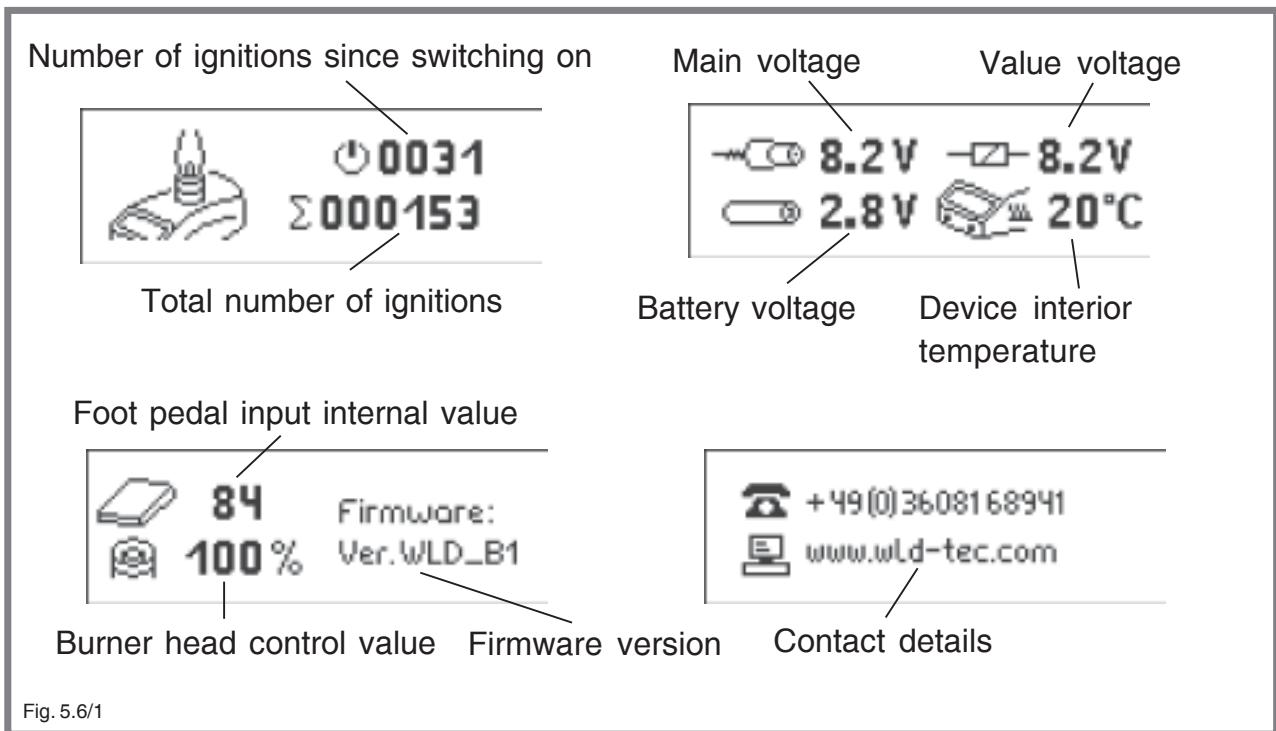 Number of ignitions since switching on
0031
Σ000153
Total number of ignitions
Main voltage
Value voltage
8.2V
8.2V
2.8V
20°C
Battery voltage
Device interior
temperature
Foot pedal input internal value
84
100%
Firmware:
Ver.WLD_B1
Burner head control value
Firmware version
+49(0)3608168941
www.wld-tec.com
Contact details
Fig. 5.6/1